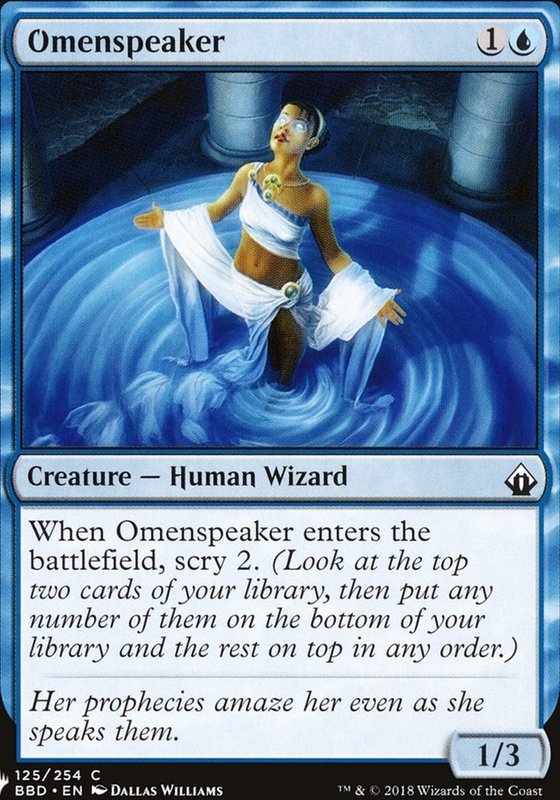 Omenspeaker 1
Creature — Human Wizard
When Omenspeaker enters the
battlefield, scry 2. (Look at the top
two cards of your library, then put any
number of them on the bottom of your
library and the rest on top in any order.)
Her prophecies amaze her even as she
speaks them.
1/3
125/254 C
BBD • EN Dallas Williams
™ & © 2018 Wizards of the Coast